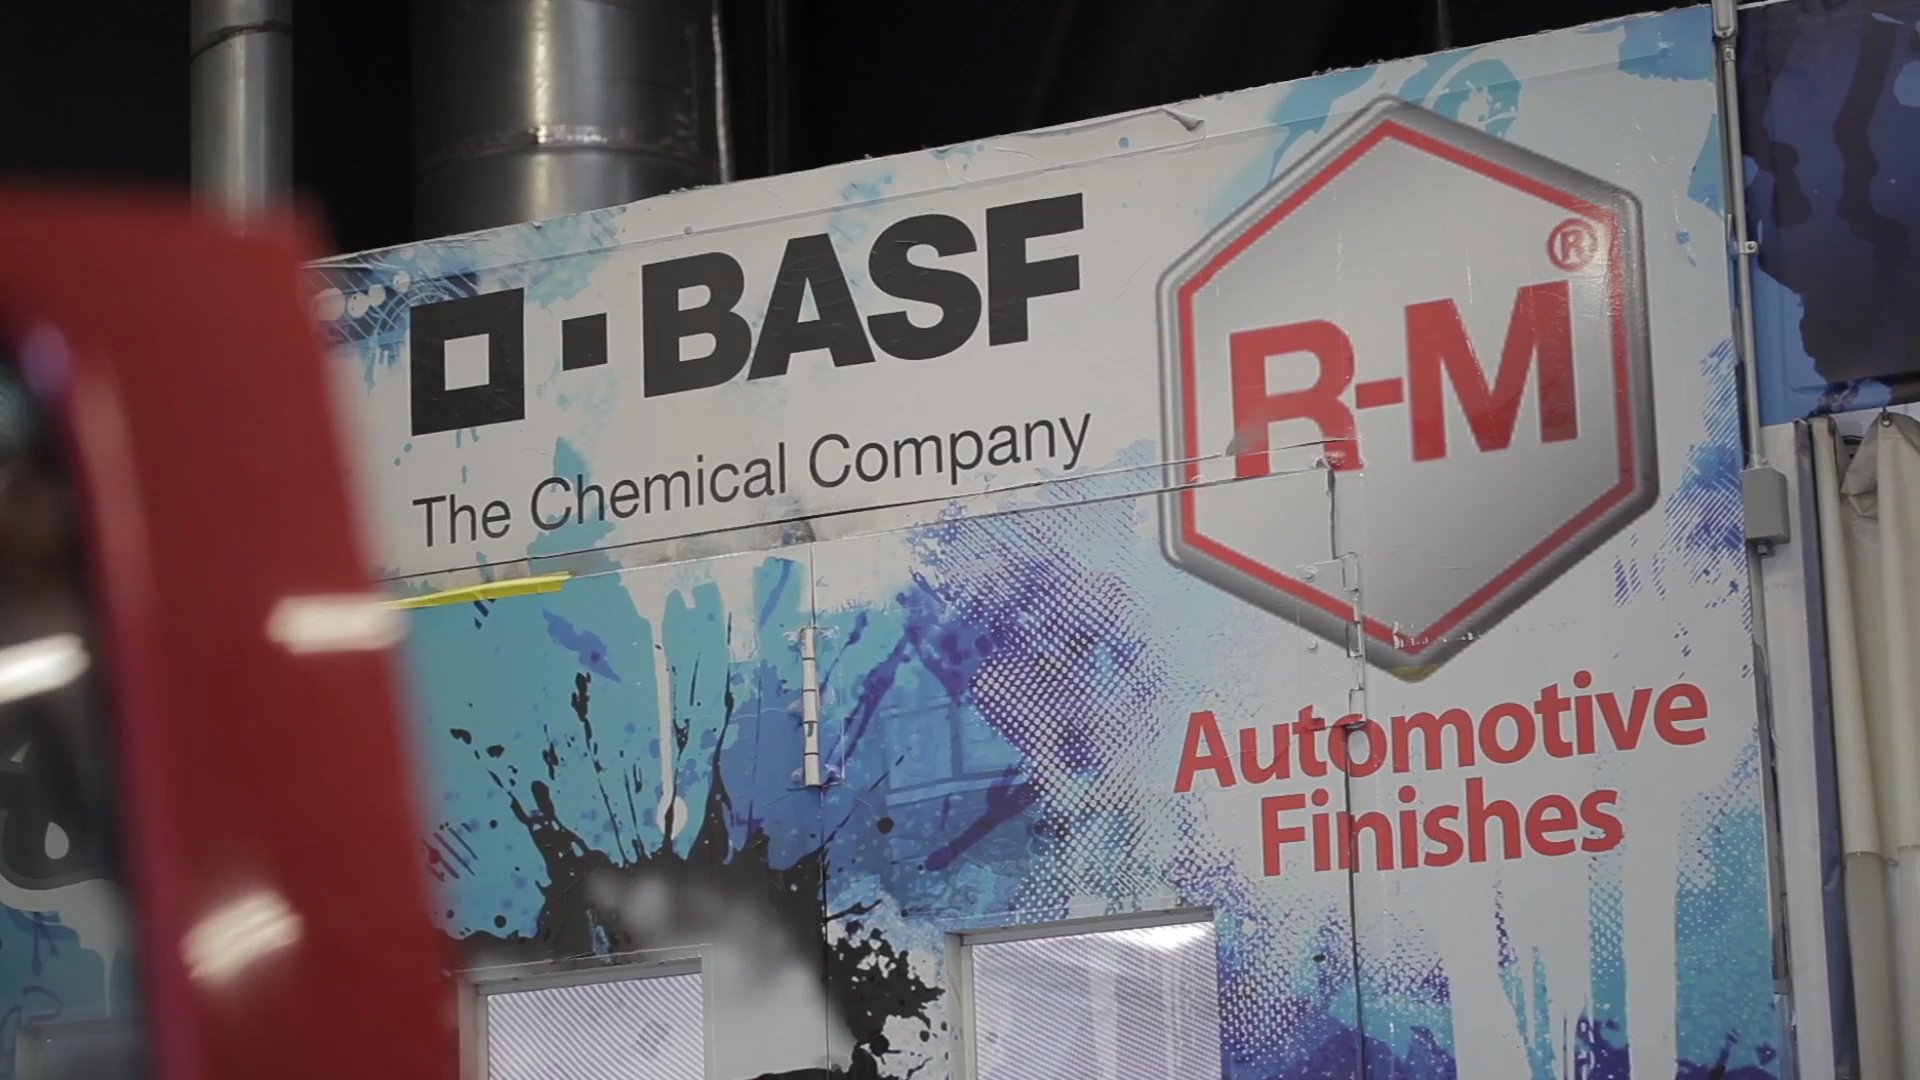 BASF
The Chemical Company
R-M®
Automotive
Finishes